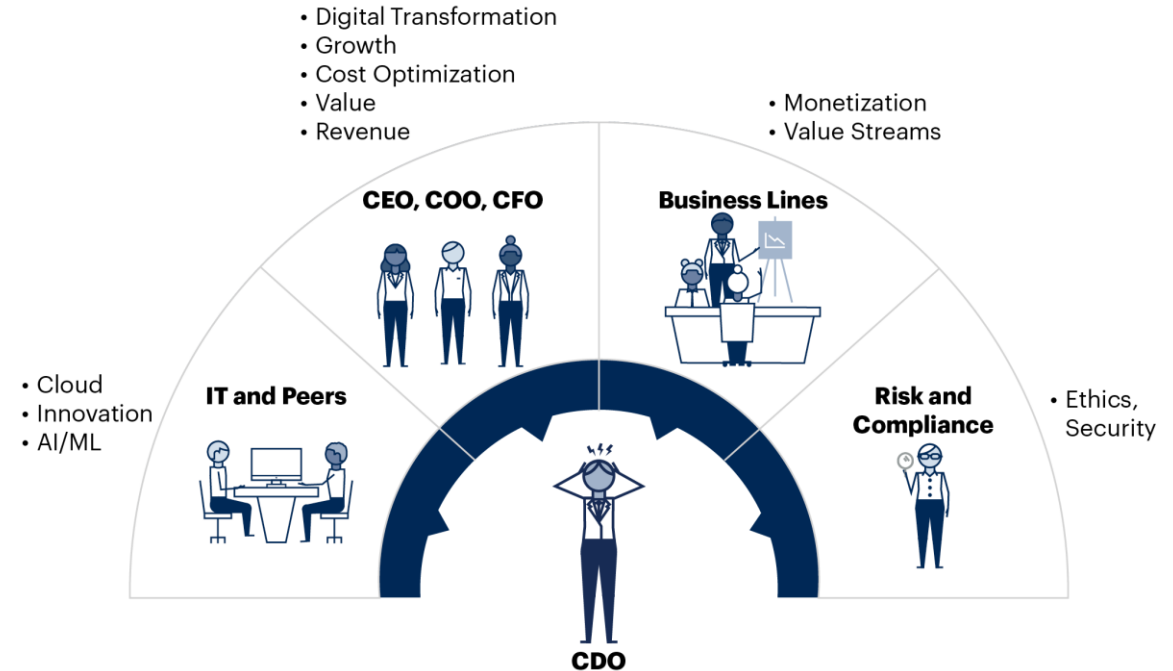 • Digital Transformation
• Growth
• Cost Optimization
• Value
• Revenue
• Monetization
• Value Streams
CEO, COO, CFO
Business Lines
• Cloud
• Innovation
• AI/ML
IT and Peers
Risk and
Compliance
• Ethics,
Security
CDO